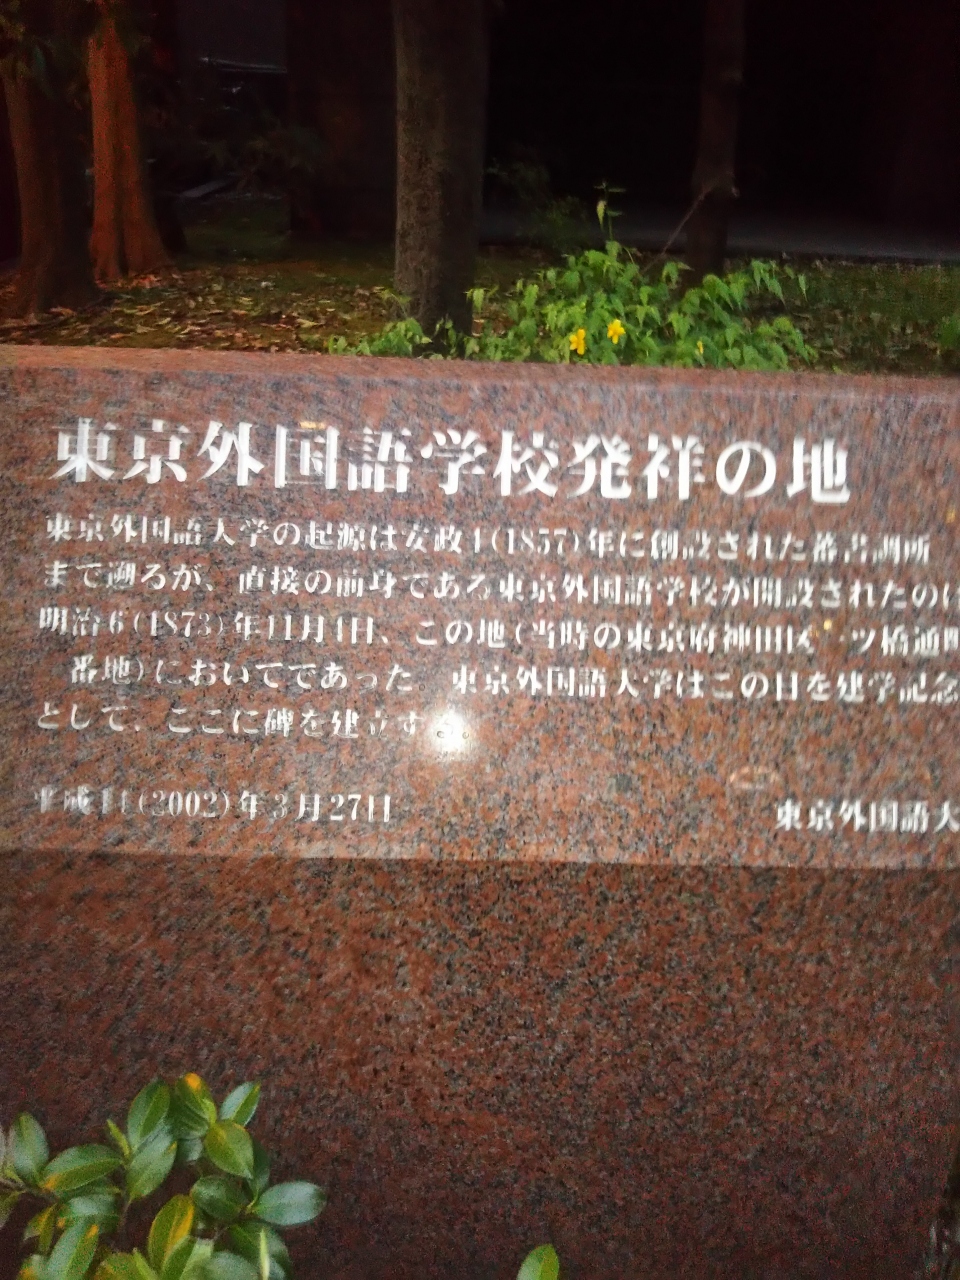 東京外国語学校発祥の地
東京外国語大学の起源は安政4(1857)年に創設された蕃書調所
まで遡るが、直接の前身である東京外国語学校が開設されたのは
明治6(1873)年11月4日、この地(当時の東京府神田区一ツ橋通町
番地)においてであった 東京外国語大学はこの日を建学記念
として、ここに碑を建立する
平成14(2002)年3月27日
東京外国語大